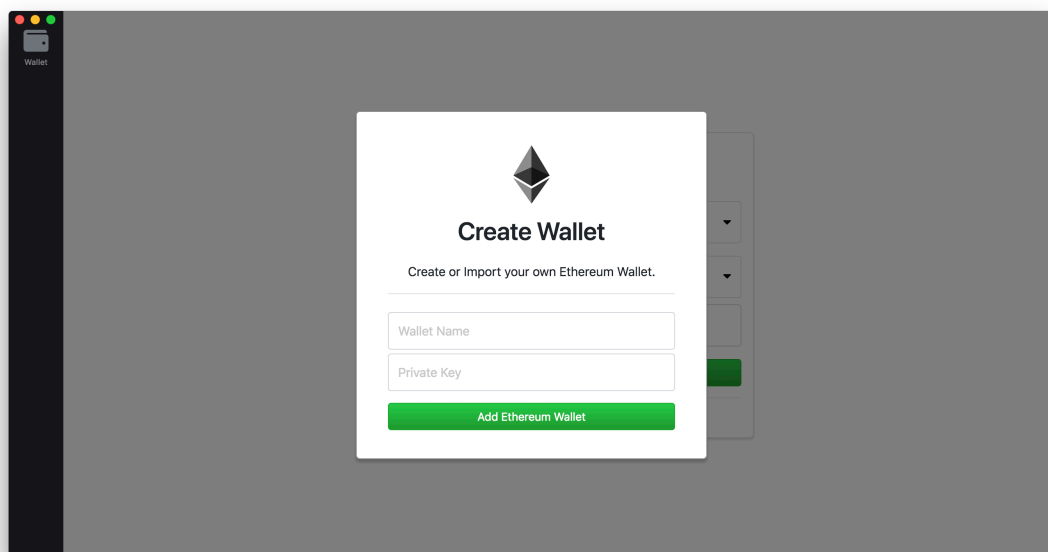 Wallet
Create Wallet
Create or Import your own Ethereum Wallet.
Wallet Name
Private Key
Add Ethereum Wallet